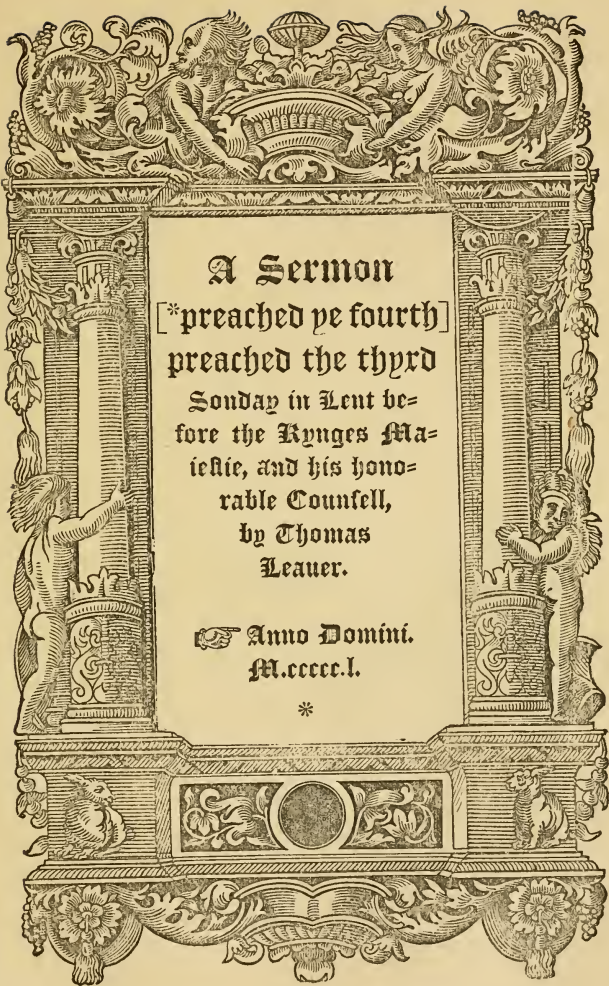 A Sermon
[*preached ye fourth]
preached the thyrd
Sonday in Lent be=
fore the Kynges Ma=
iestie, and his hono=
rable Counsell,
by Thomas
Leauer.
☞ Anno Domini.
M.ccccc.l.
*